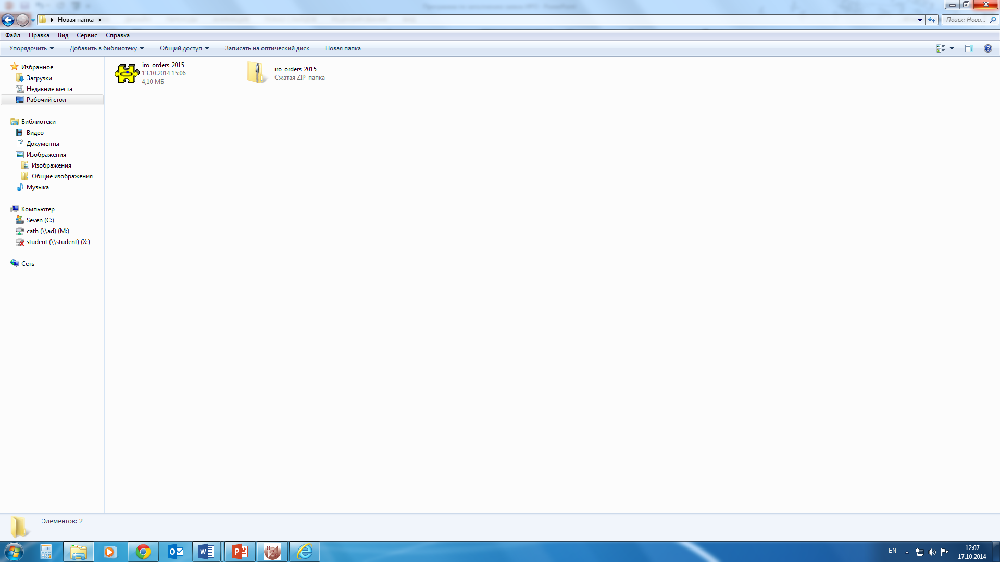 Новая папка
Поиск: Нова...
Файл Правка Вид Сервис Справка
Упорядочить Добавить в библиотеку Общий доступ Записать на оптический диск Новая папка
Избранное
Загрузки
Недавние места
Рабочий стол
Библиотеки
Видео
Документы
Изображения
Изображения
Общие изображения
Музыка
Компьютер
Seven (C:)
cath (\\ad) (M:)
student (\\student) (X:)
Сеть
iro_orders_2015
13.10.2014 15:06
4,10 МБ
iro_orders_2015
Сжатая ZIP-папка
Элементов: 2
EN
12:07
17.10.2014